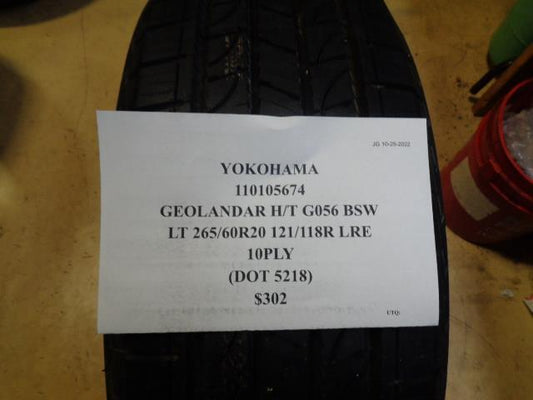 JG 10-25-2022
YOKOHAMA
110105674
GEOLANDAR H/T G056 BSW
LT 265/60R20 121/118R LRE
10PLY
(DOT 5218)
$302
UTQ: